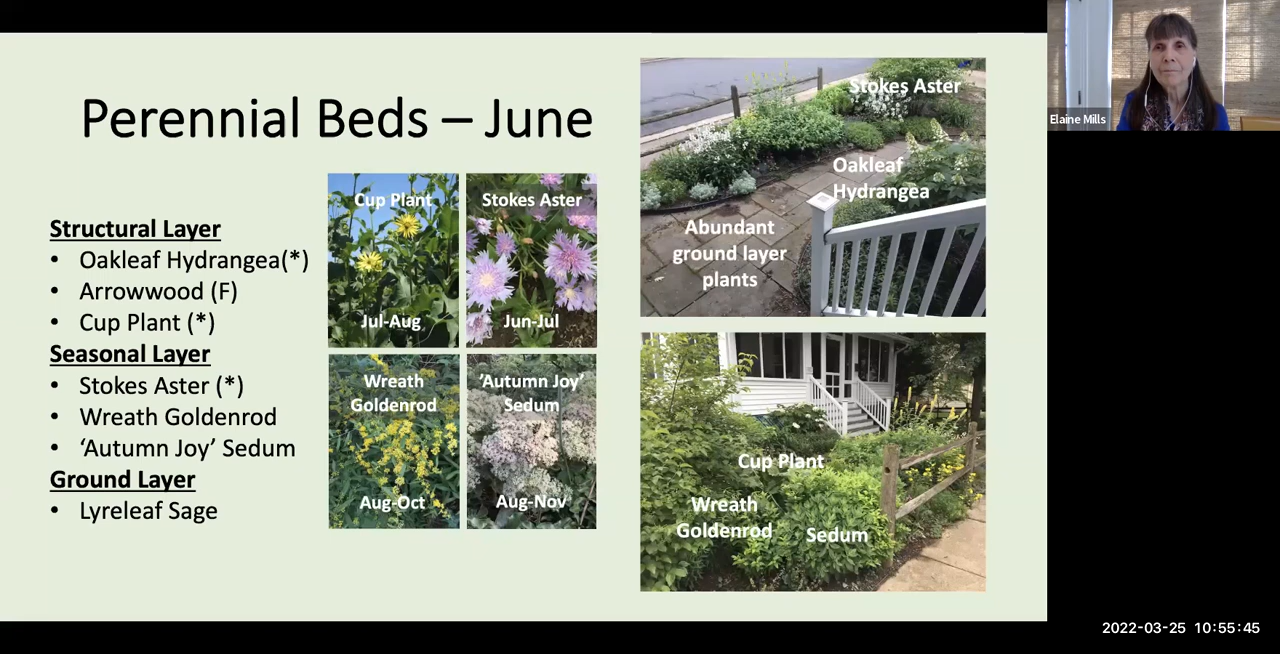 Perennial Beds – June
Structural Layer
• Oakleaf Hydrangea(*)
• Arrowwood (F)
• Cup Plant (*)
Seasonal Layer
• Stokes Aster (*)
• Wreath Goldenrod
• ‘Autumn Joy’ Sedum
Ground Layer
• Lyreleaf Sage
Cup Plant
Jul-Aug
Stokes Aster
Jun-Jul
Wreath
Goldenrod
Aug-Oct
‘Autumn Joy’
Sedum
Aug-Nov
Stokes Aster
Oakleaf
Hydrangea
Abundant
ground layer
plants
Cup Plant
Wreath
Goldenrod
Sedum
Elaine Mills
2022-03-25 10:55:45